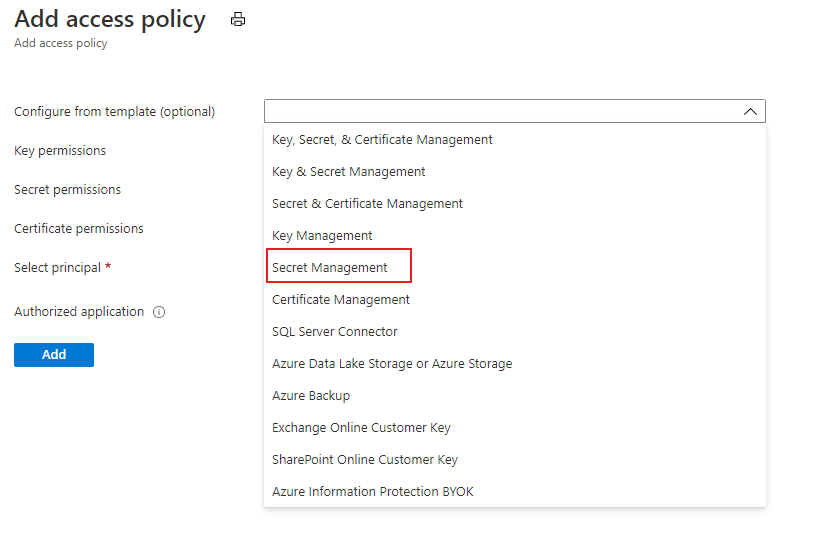 Add access policy
Add access policy
Configure from template (optional)
Key, Secret, & Certificate Management
Key permissions
Key & Secret Management
Secret permissions
Secret & Certificate Management
Certificate permissions
Key Management
Select principal *
Secret Management
Certificate Management
Authorized application
SQL Server Connector
Add
Azure Data Lake Storage or Azure Storage
Azure Backup
Exchange Online Customer Key
SharePoint Online Customer Key
Azure Information Protection BYOK